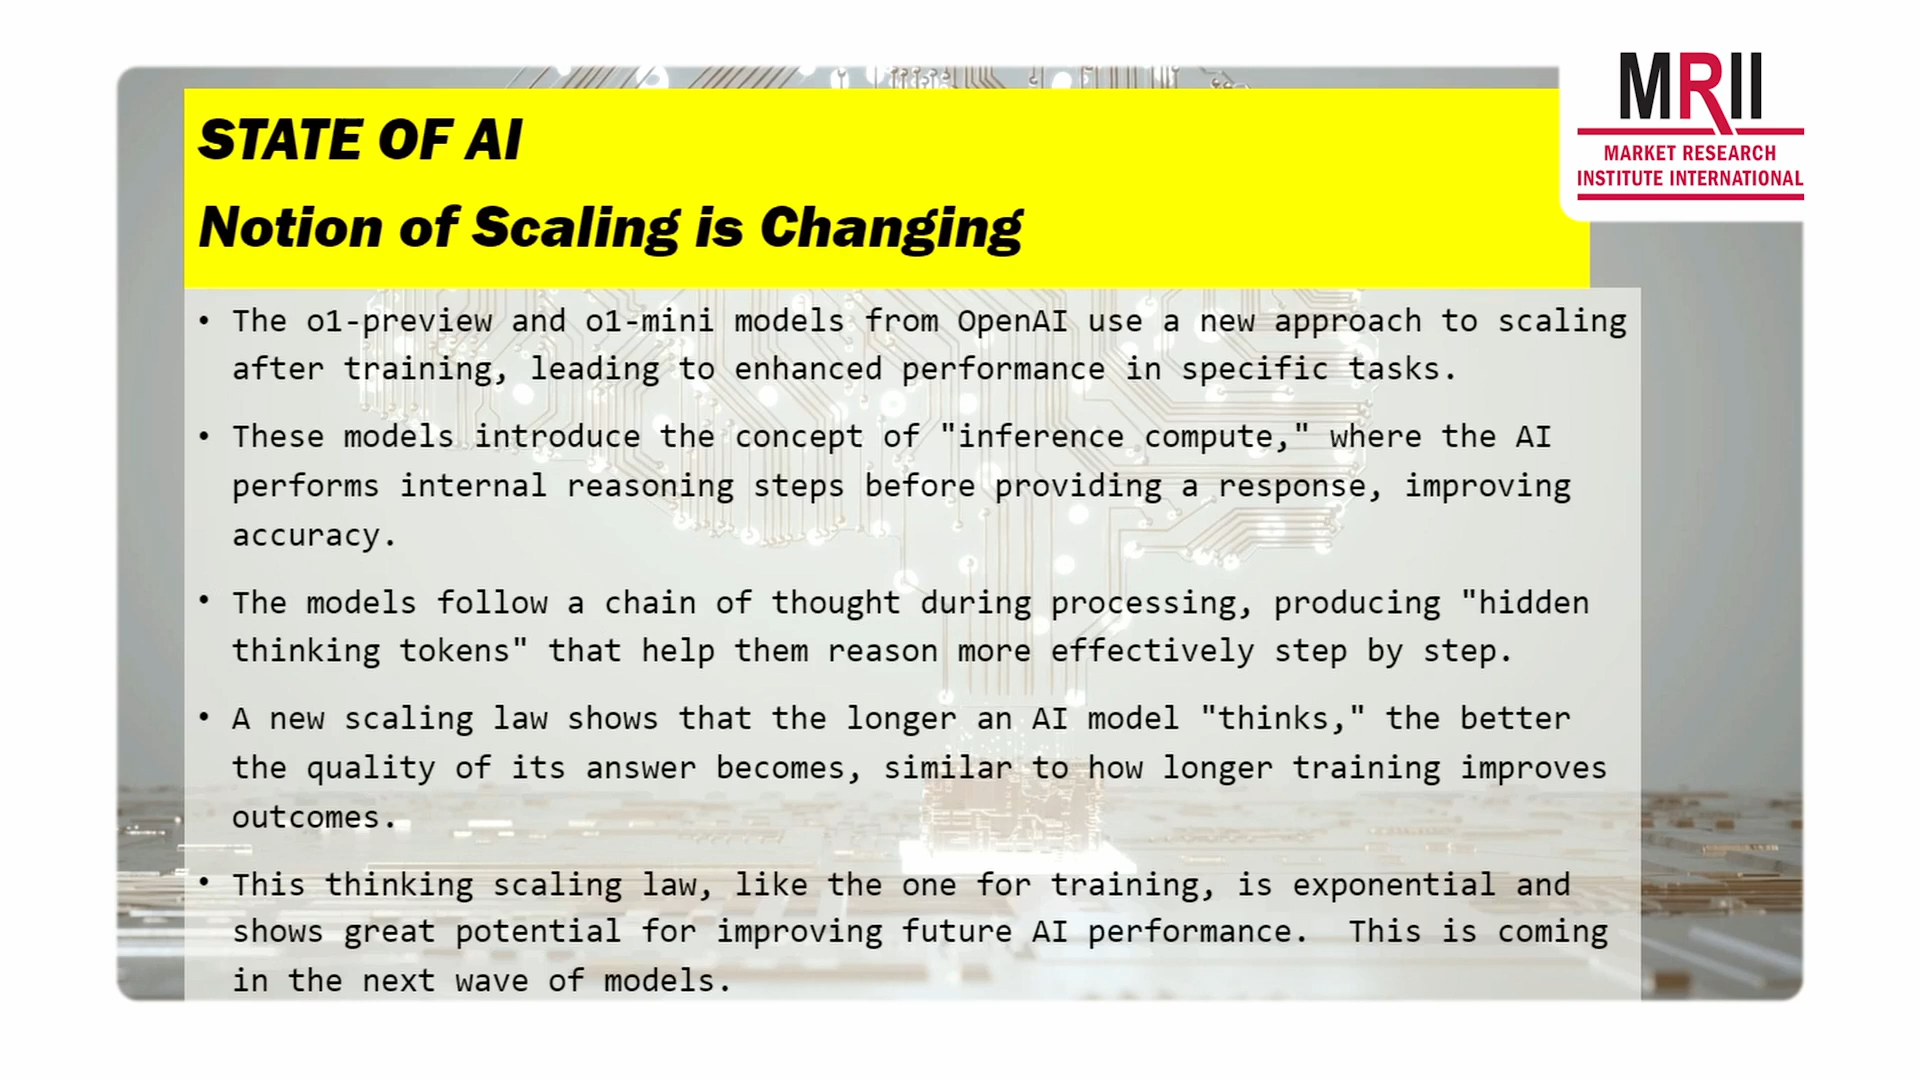 STATE OF AI
Notion of Scaling is Changing
MRII
MARKET RESEARCH
INSTITUTE INTERNATIONAL
• The o1-preview and o1-mini models from OpenAI use a new approach to scaling
after training, leading to enhanced performance in specific tasks.
• These models introduce the concept of "inference compute," where the AI
performs internal reasoning steps before providing a response, improving
accuracy.
• The models follow a chain of thought during processing, producing "hidden
thinking tokens" that help them reason more effectively step by step.
• A new scaling law shows that the longer an AI model "thinks," the better
the quality of its answer becomes, similar to how longer training improves
outcomes.
• This thinking scaling law, like the one for training, is exponential and
shows great potential for improving future AI performance.  This is coming
in the next wave of models.